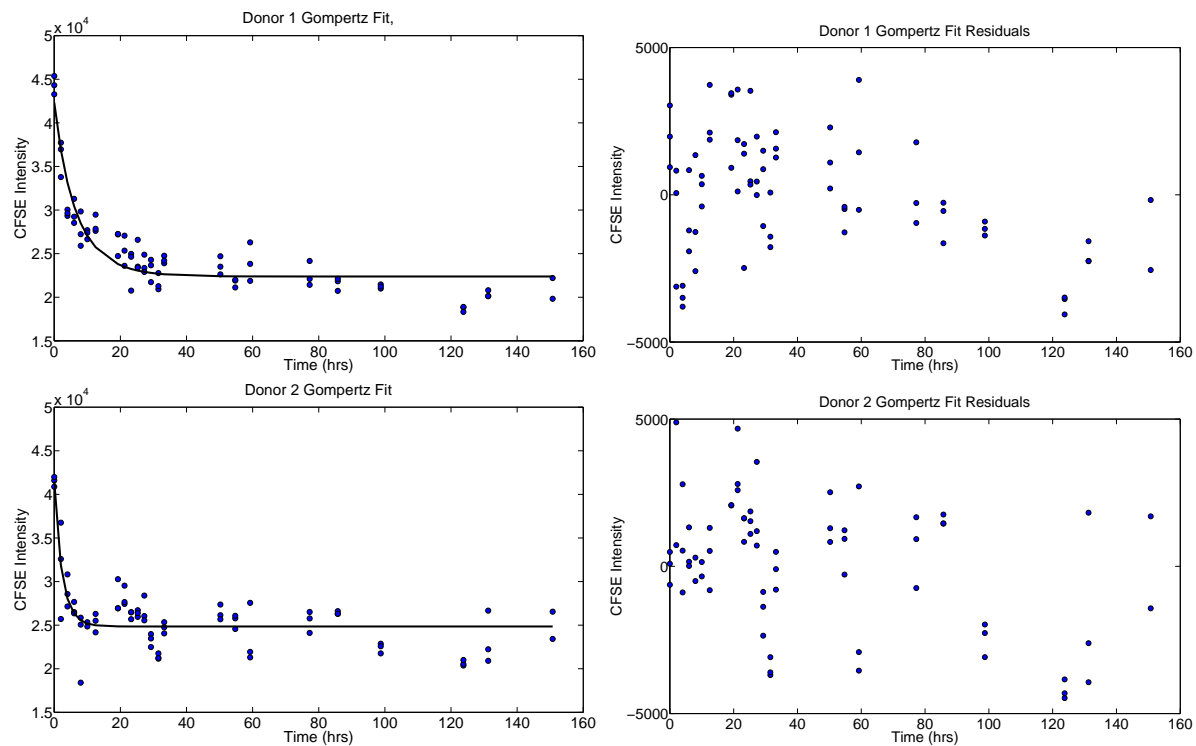 Donor 1 Gompertz Fit,
x 10^4
5
4.5
4
3.5
3
2.5
2
1.5
CFSE Intensity
0 20 40 60 80 100 120 140 160
Time (hrs)
Donor 1 Gompertz Fit Residuals
5000
0
−5000
CFSE Intensity
0 20 40 60 80 100 120 140 160
Time (hrs)
Donor 2 Gompertz Fit
x 10^4
5
4.5
4
3.5
3
2.5
2
1.5
CFSE Intensity
0 20 40 60 80 100 120 140 160
Time (hrs)
Donor 2 Gompertz Fit Residuals
5000
0
−5000
CFSE Intensity
0 20 40 60 80 100 120 140 160
Time (hrs)